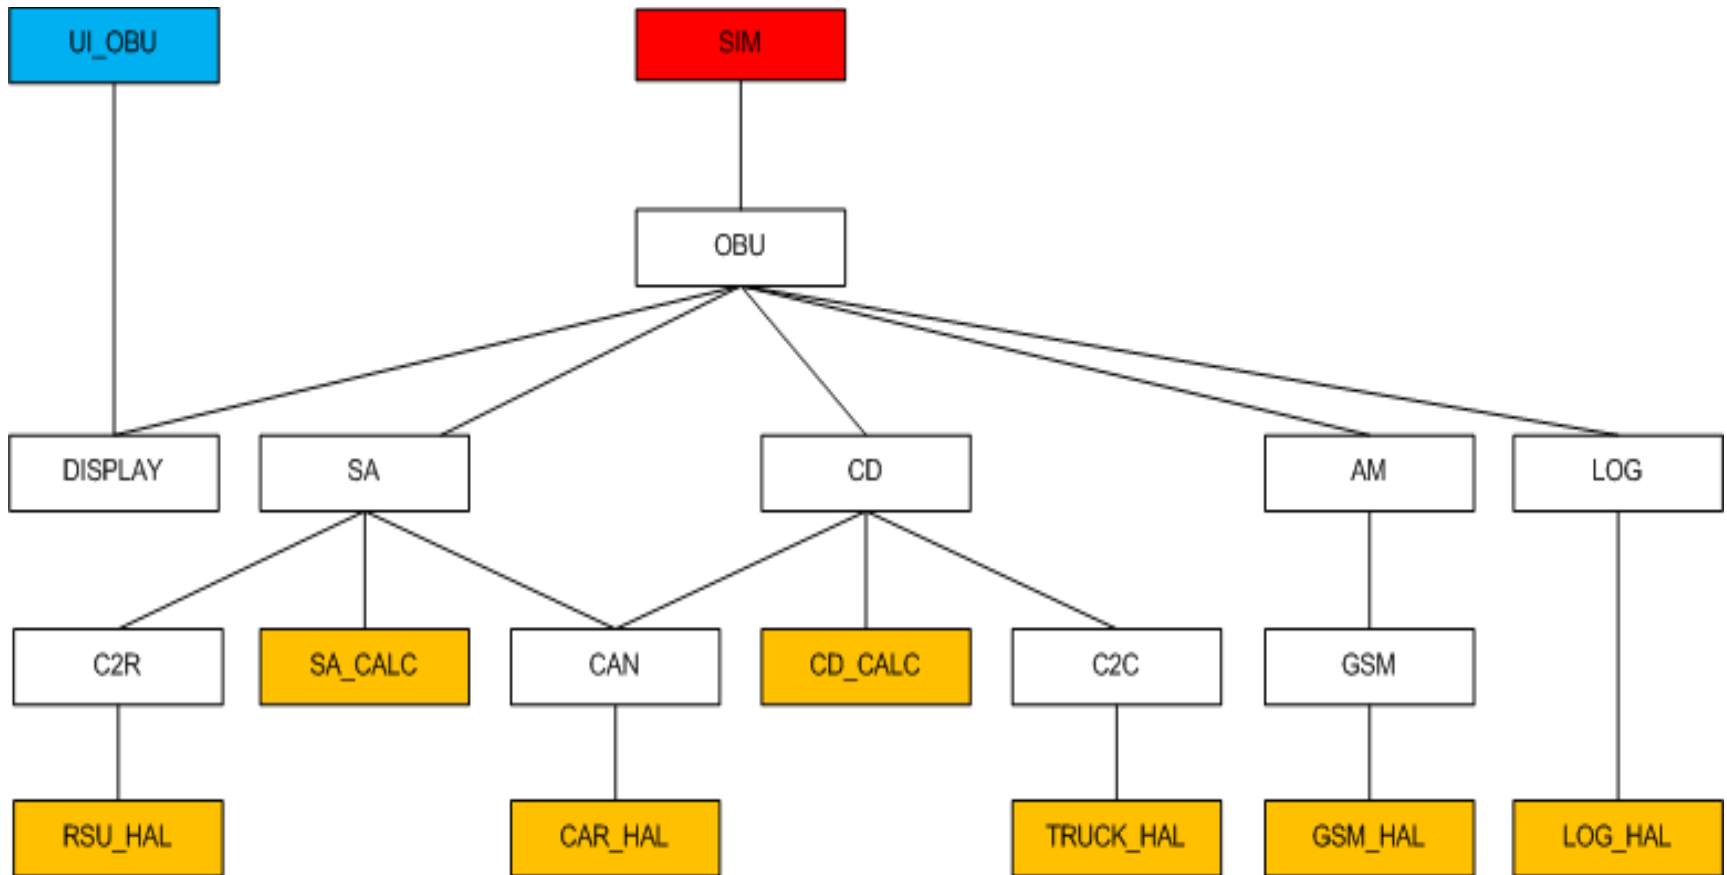 UI_OBU
SIM
OBU
DISPLAY
SA
CD
AM
LOG
C2R
SA_CALC
CAN
CD_CALC
C2C
GSM
RSU_HAL
CAR_HAL
TRUCK_HAL
GSM_HAL
LOG_HAL